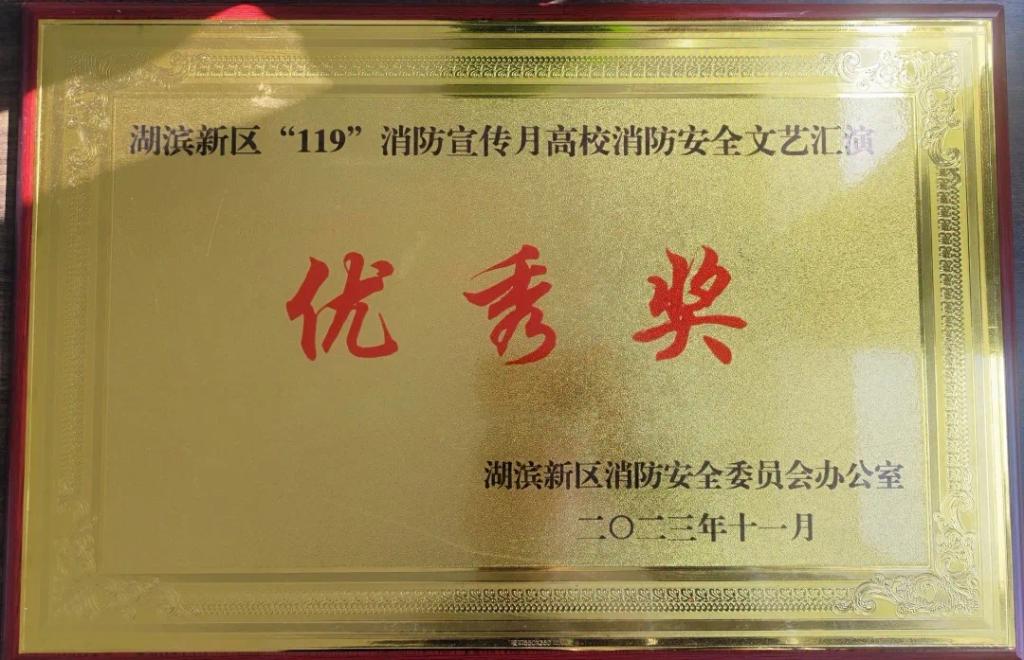 湖滨新区“119”消防宣传月高校消防安全文艺汇演
优秀奖
湖滨新区消防安全委员会办公室
二〇二三年十一月